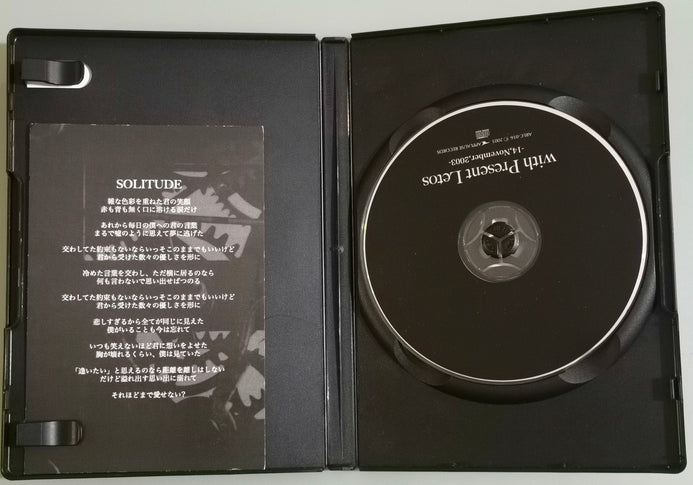 SOLITUDE
雑な色彩を重ねた君の笑顔
赤も青も無く口に溶ける涙だけ
あれから毎日の僕への君の言葉
まるで嘘のように思えて夢に逃げた
交わしてた約束もないならいっそこのままでもいいけど
君から受けた数々の優しさを形に
冷めた言葉を交わし、ただ横に居るのなら
何も言わないで思い出せばつのる
交わしてた約束もないならいっそこのままでもいいけど
君から受けた数々の優しさを形に
悲しすぎるから全てが同じに見えた
僕がいることも今は忘れて
いつも笑えないほど君に想いをよせた
胸が壊れるくらい、僕は見ていた
「逢いたい」と思えるのなら距離を離しはしない
だけど溢れ出す思い出に崩れて
それほどまで愛せない?
with Present Letos
-14.November.2003-
ABLC-016 © 2003 APPLAUSE RECORDS